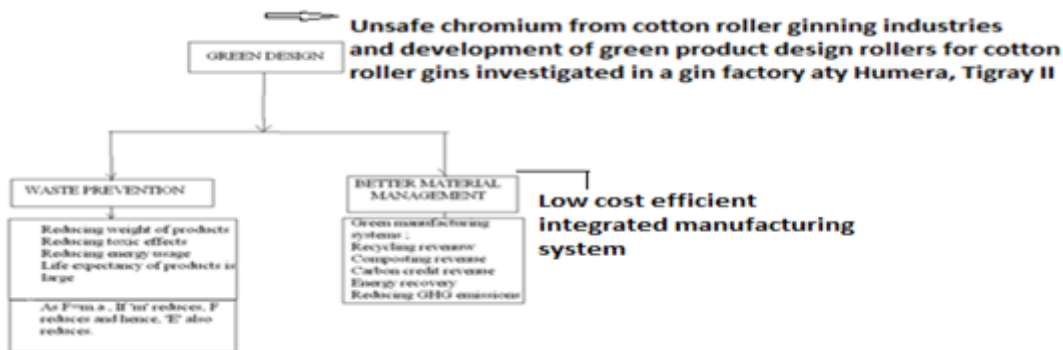 Unsafe chromium from cotton roller ginning industries
and development of green product design rollers for cotton
roller gins investigated in a gin factory aty Humera, Tigray II
GREEN DESIGN
WASTE PREVENTION
Reducing weight of products
Reducing toxic effects
Reducing energy usage
Life expectancy of products is
large
As F=m.a , If 'm' reduces, F
reduces and hence, 'E' also
reduces.
BETTER MATERIAL
MANAGEMENT
Green manufacturing
systems ;
Recycling revenue
Composting revenue
Carbon credit revenue
Energy recovery
Reducing GHG emissions
Low cost efficient
integrated manufacturing
system